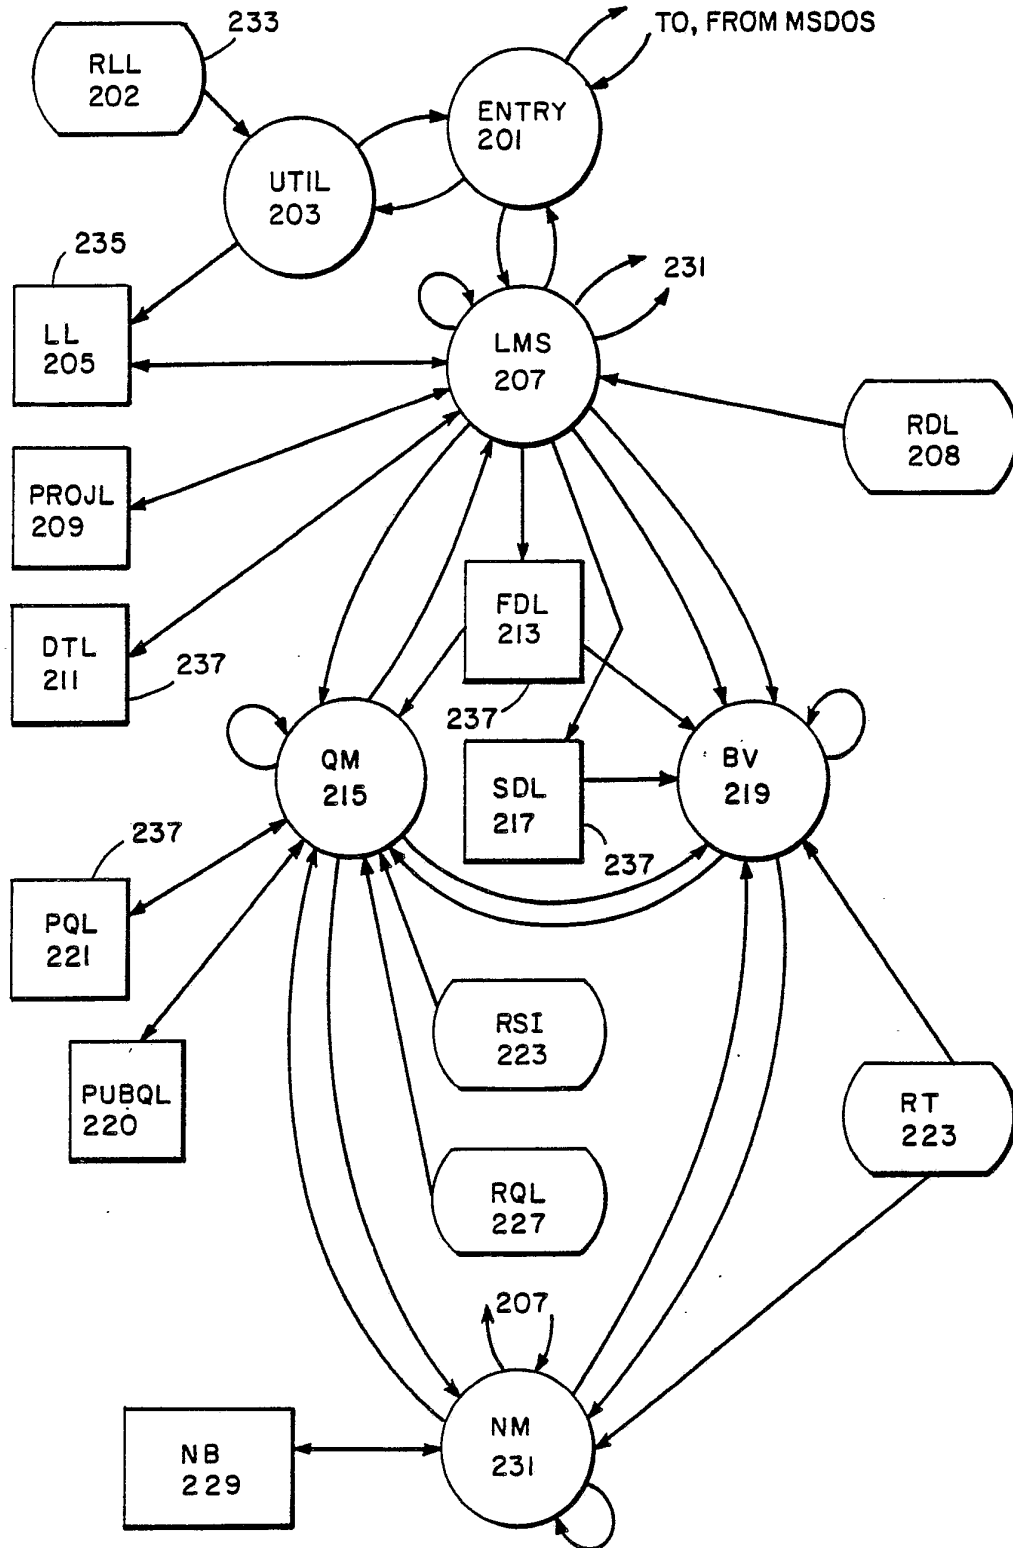 233
TO, FROM MSDOS
RLL
202
ENTRY
201
UTIL
203
235
231
LL
205
LMS
207
RDL
208
PROJL
209
FDL
213
DTL
211
237
237
QM
215
BV
219
SDL
217
237
237
PQL
221
RSI
223
PUBQL
220
RT
223
RQL
227
207
NM
231
NB
229